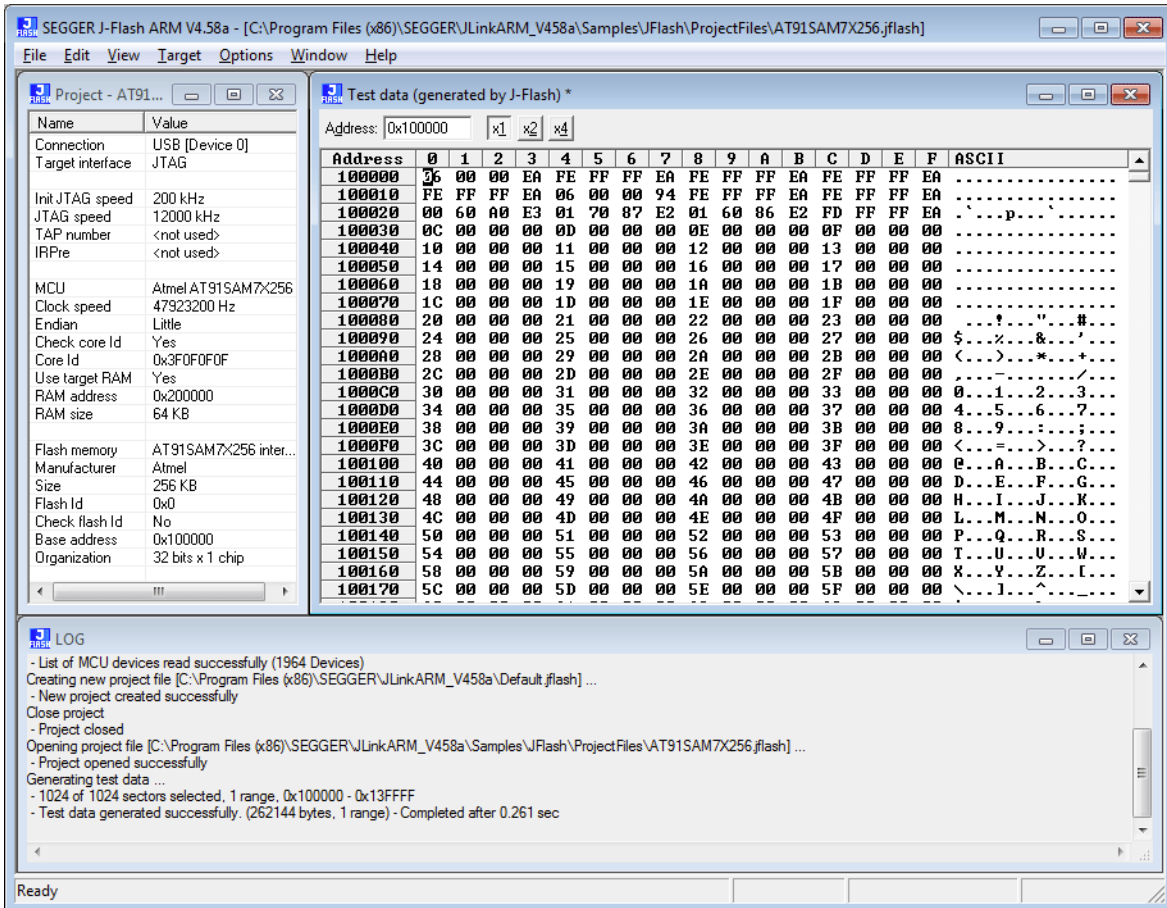 SEGGER J-Flash ARM V4.58a - [C:\Program Files (x86)\SEGGER\JLinkARM_V458a\Samples\JFlash\ProjectFiles\AT91SAM7X256.jflash]
File Edit View Target Options Window Help
Project - AT91...
Name Value
Connection USB [Device 0]
Target interface JTAG
Init JTAG speed 200 kHz
JTAG speed 12000 kHz
TAP number <not used>
IRPre <not used>
MCU Atmel AT91SAM7X256
Clock speed 47923200 Hz
Endian Little
Check core Id Yes
Core Id 0x3F0F0F0F
Use target RAM Yes
RAM address 0x200000
RAM size 64 KB
Flash memory AT91SAM7X256 inter...
Manufacturer Atmel
Size 256 KB
Flash Id 0x0
Check flash Id No
Base address 0x100000
Organization 32 bits x 1 chip
Test data (generated by J-Flash) *
Address: 0x100000 x1 x2 x4
Address 0 1 2 3 4 5 6 7 8 9 A B C D E F ASCII
100000 06 00 00 EA FE FF FF EA FE FF FF EA FE FF FF EA ................
100010 FE FF FF EA 06 00 00 94 FE FF FF EA FE FF FF EA ................
100020 00 60 A0 E3 01 70 87 E2 01 60 86 E2 FD FF FF EA .`...p...`......
100030 0C 00 00 00 0D 00 00 00 0E 00 00 00 0F 00 00 00 ................
100040 10 00 00 00 11 00 00 00 12 00 00 00 13 00 00 00 ................
100050 14 00 00 00 15 00 00 00 16 00 00 00 17 00 00 00 ................
100060 18 00 00 00 19 00 00 00 1A 00 00 00 1B 00 00 00 ................
100070 1C 00 00 00 1D 00 00 00 1E 00 00 00 1F 00 00 00 ................
100080 20 00 00 00 21 00 00 00 22 00 00 00 23 00 00 00 ...!..."...#...
100090 24 00 00 00 25 00 00 00 26 00 00 00 27 00 00 00 $...%...&...'...
1000A0 28 00 00 00 29 00 00 00 2A 00 00 00 2B 00 00 00 (...)...*...+...
1000B0 2C 00 00 00 2D 00 00 00 2E 00 00 00 2F 00 00 00 ,...-......./...
1000C0 30 00 00 00 31 00 00 00 32 00 00 00 33 00 00 00 0...1...2...3...
1000D0 34 00 00 00 35 00 00 00 36 00 00 00 37 00 00 00 4...5...6...7...
1000E0 38 00 00 00 39 00 00 00 3A 00 00 00 3B 00 00 00 8...9...:...;...
1000F0 3C 00 00 00 3D 00 00 00 3E 00 00 00 3F 00 00 00 <...=...>...?...
100100 40 00 00 00 41 00 00 00 42 00 00 00 43 00 00 00 @...A...B...C...
100110 44 00 00 00 45 00 00 00 46 00 00 00 47 00 00 00 D...E...F...G...
100120 48 00 00 00 49 00 00 00 4A 00 00 00 4B 00 00 00 H...I...J...K...
100130 4C 00 00 00 4D 00 00 00 4E 00 00 00 4F 00 00 00 L...M...N...O...
100140 50 00 00 00 51 00 00 00 52 00 00 00 53 00 00 00 P...Q...R...S...
100150 54 00 00 00 55 00 00 00 56 00 00 00 57 00 00 00 T...U...V...W...
100160 58 00 00 00 59 00 00 00 5A 00 00 00 5B 00 00 00 X...Y...Z...[...
100170 5C 00 00 00 5D 00 00 00 5E 00 00 00 5F 00 00 00 \...]...^..._...
LOG
- List of MCU devices read successfully (1964 Devices)
Creating new project file [C:\Program Files (x86)\SEGGER\JLinkARM_V458a\Default.jflash] ...
- New project created successfully
Close project
- Project closed
Opening project file [C:\Program Files (x86)\SEGGER\JLinkARM_V458a\Samples\JFlash\ProjectFiles\AT91SAM7X256.jflash] ...
- Project opened successfully
Generating test data ...
- 1024 of 1024 sectors selected, 1 range, 0x100000 - 0x13FFFF
- Test data generated successfully. (262144 bytes, 1 range) - Completed after 0.261 sec
Ready